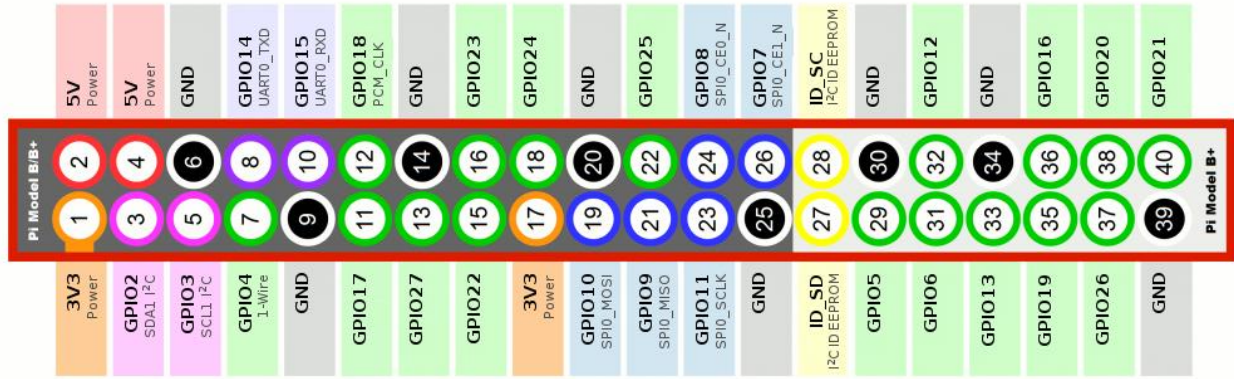 Pi Model B/B+
3V3
Power
1
2
5V
Power
GPIO2
SDA1 I²C
3
4
5V
Power
GPIO3
SCL1 I²C
5
6
GND
GPIO4
1-Wire
7
8
GPIO14
UART0_TXD
GND
9
10
GPIO15
UART0_RXD
GPIO17
11
12
GPIO18
PCM_CLK
GPIO27
13
14
GND
GPIO22
15
16
GPIO23
3V3
Power
17
18
GPIO24
GPIO10
SPI0_MOSI
19
20
GND
GPIO9
SPI0_MISO
21
22
GPIO25
GPIO11
SPI0_SCLK
23
24
GPIO8
SPI0_CE0_N
GND
25
26
GPIO7
SPI0_CE1_N
ID_SD
I²C ID EEPROM
27
28
ID_SC
I²C ID EEPROM
GPIO5
29
30
GND
GPIO6
31
32
GPIO12
GPIO13
33
34
GND
GPIO19
35
36
GPIO16
GPIO26
37
38
GPIO20
GND
39
40
GPIO21
Pi Model B+